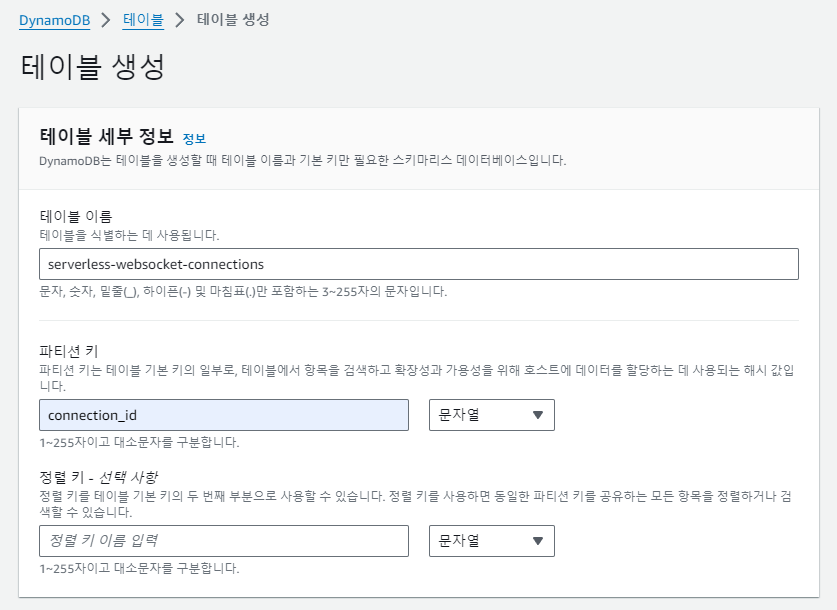 DynamoDB > 테이블 > 테이블 생성
테이블 생성
테이블 세부 정보 정보
DynamoDB는 테이블을 생성할 때 테이블 이름과 기본 키만 필요한 스키마리스 데이터베이스입니다.
테이블 이름
테이블을 식별하는 데 사용됩니다.
serverless-websocket-connections
문자, 숫자, 밑줄(_), 하이픈(-) 및 마침표(.)만 포함하는 3~255자의 문자입니다.
파티션 키
파티션 키는 테이블 기본 키의 일부로, 테이블에서 항목을 검색하고 확장성과 가용성을 위해 호스트에 데이터를 할당하는 데 사용되는 해시 값입
니다.
connection_id 문자열
1~255자이고 대소문자를 구분합니다.
정렬 키 - 선택 사항
정렬 키를 테이블 기본 키의 두 번째 부분으로 사용할 수 있습니다. 정렬 키를 사용하면 동일한 파티션 키를 공유하는 모든 항목을 정렬하거나 검
색할 수 있습니다.
정렬 키 이름 입력 문자열
1~255자이고 대소문자를 구분합니다.